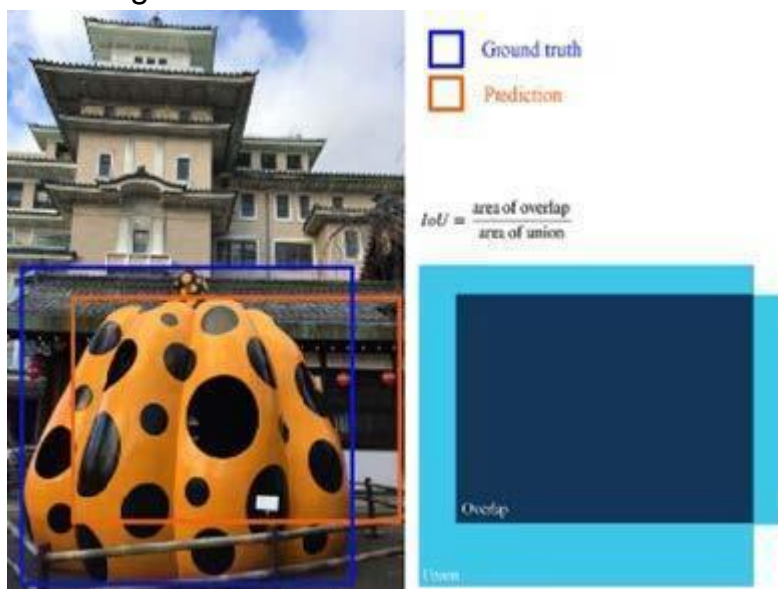 Ground truth
Prediction
IoU = area of overlap
area of union
Overlap
Union